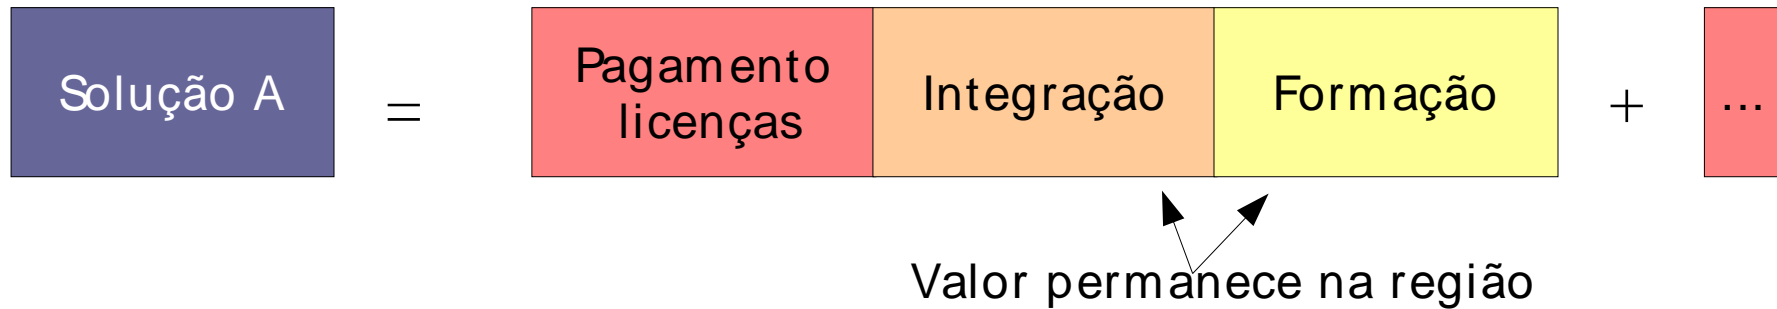 Solução A
=
Pagamento
licenças
Integração
Formação
+
...
Valor permanece na região